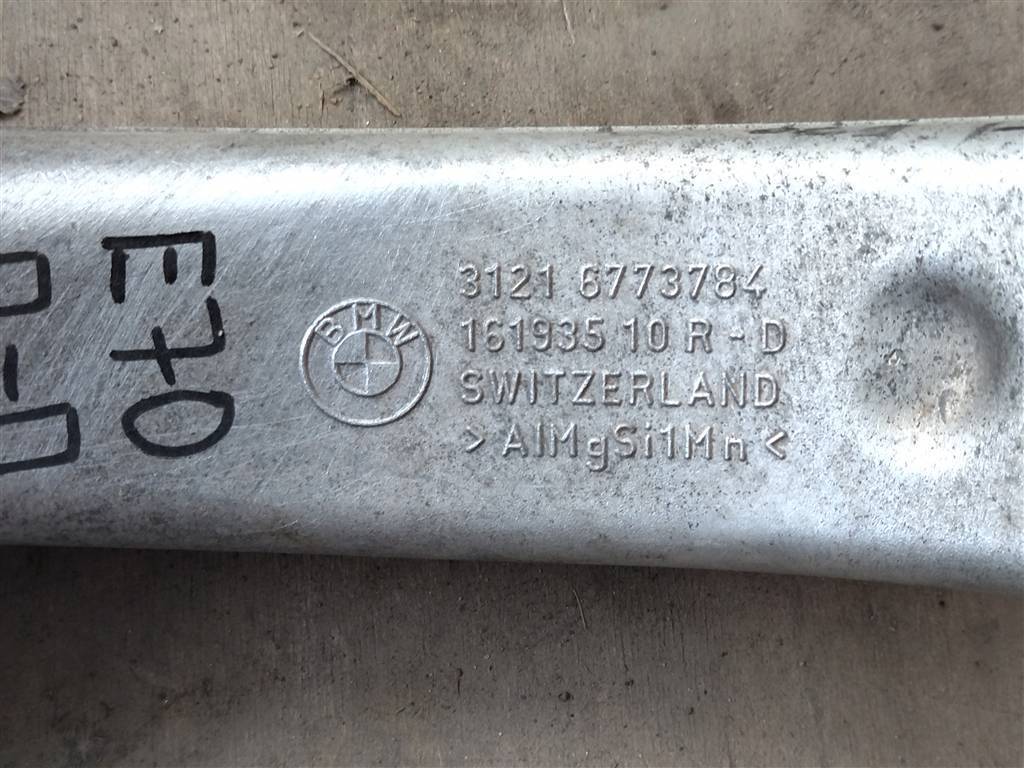 E70
BMW
3121 6773784
161935 10 R - D
SWITZERLAND
> AlMgSi1Mn <